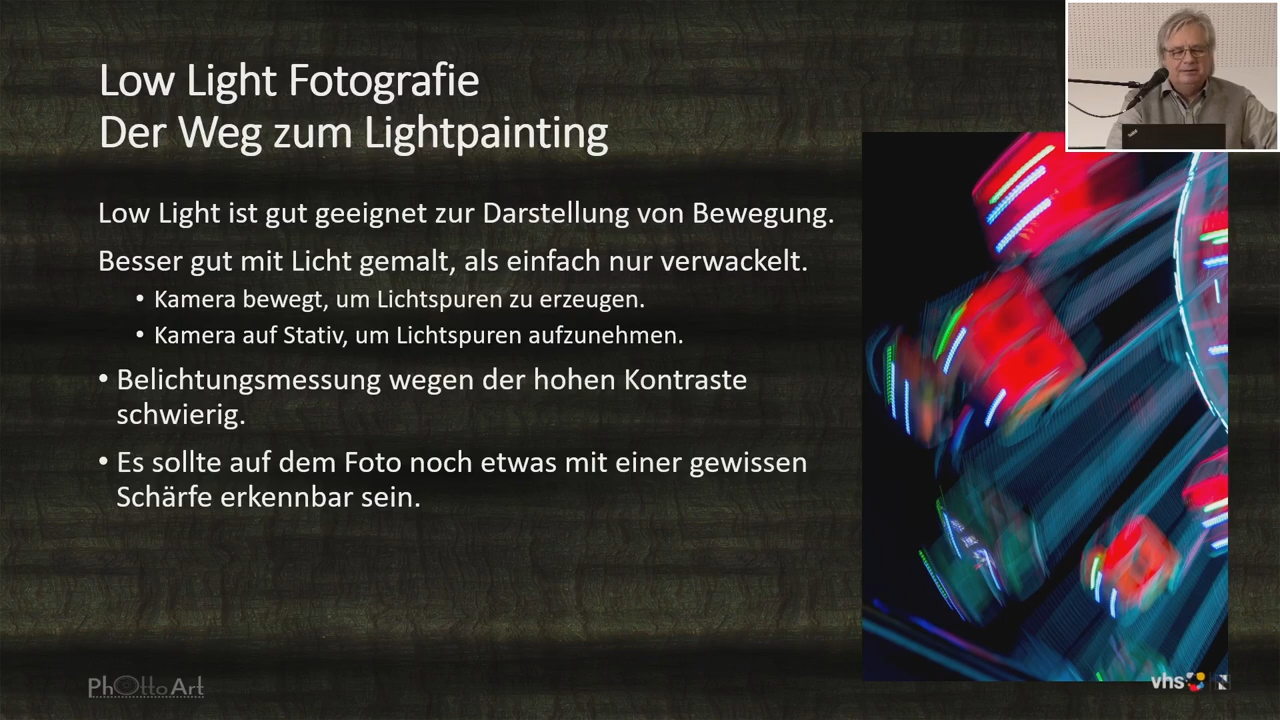 Low Light Fotografie
Der Weg zum Lightpainting
Low Light ist gut geeignet zur Darstellung von Bewegung.
Besser gut mit Licht gemalt, als einfach nur verwackelt.
• Kamera bewegt, um Lichtspuren zu erzeugen.
• Kamera auf Stativ, um Lichtspuren aufzunehmen.
• Belichtungsmessung wegen der hohen Kontraste
schwierig.
• Es sollte auf dem Foto noch etwas mit einer gewissen
Schärfe erkennbar sein.
PhOttoArt
vhs